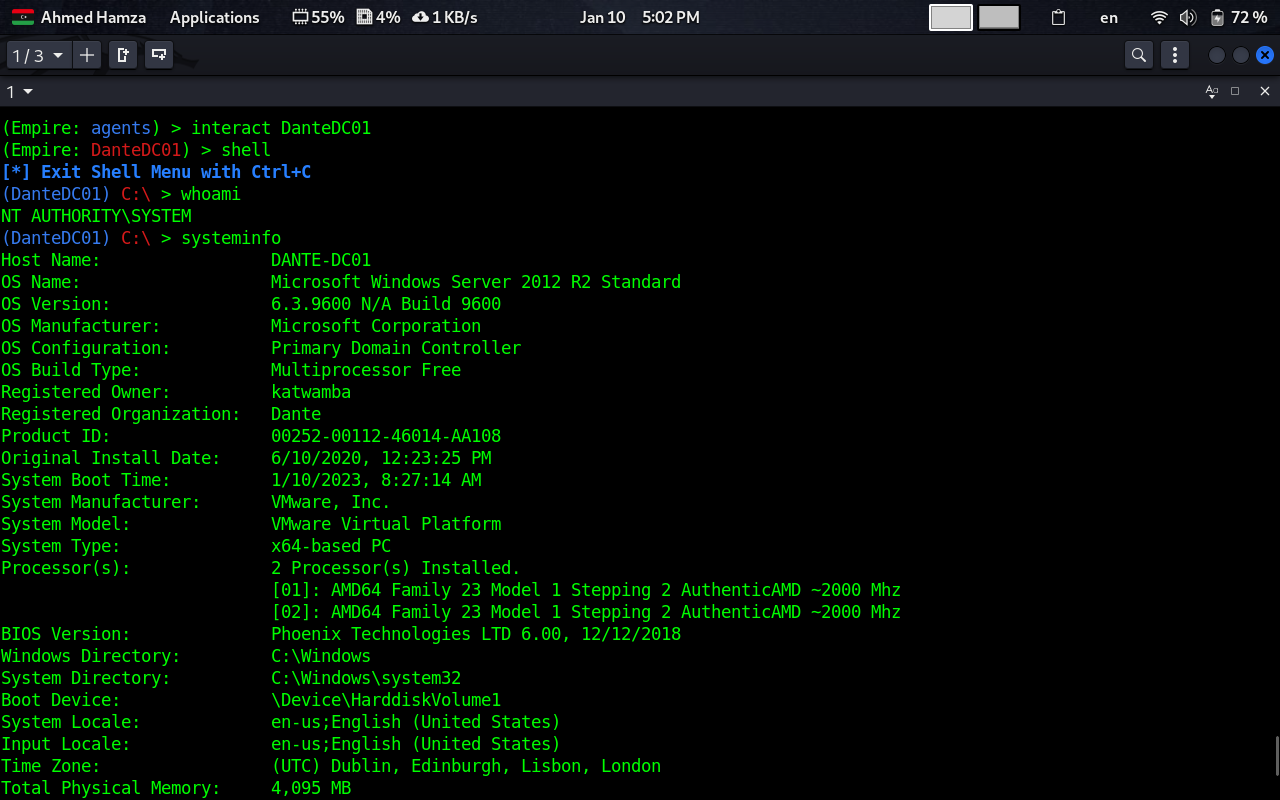 Ahmed Hamza Applications 55% 4% 1 KB/s Jan 10 5:02 PM en 72 %
1 / 3
1
(Empire: agents) > interact DanteDC01
(Empire: DanteDC01) > shell
[*] Exit Shell Menu with Ctrl+C
(DanteDC01) C:\ > whoami
NT AUTHORITY\SYSTEM
(DanteDC01) C:\ > systeminfo
Host Name: DANTE-DC01
OS Name: Microsoft Windows Server 2012 R2 Standard
OS Version: 6.3.9600 N/A Build 9600
OS Manufacturer: Microsoft Corporation
OS Configuration: Primary Domain Controller
OS Build Type: Multiprocessor Free
Registered Owner: katwamba
Registered Organization: Dante
Product ID: 00252-00112-46014-AA108
Original Install Date: 6/10/2020, 12:23:25 PM
System Boot Time: 1/10/2023, 8:27:14 AM
System Manufacturer: VMware, Inc.
System Model: VMware Virtual Platform
System Type: x64-based PC
Processor(s): 2 Processor(s) Installed.
[01]: AMD64 Family 23 Model 1 Stepping 2 AuthenticAMD ~2000 Mhz
[02]: AMD64 Family 23 Model 1 Stepping 2 AuthenticAMD ~2000 Mhz
BIOS Version: Phoenix Technologies LTD 6.00, 12/12/2018
Windows Directory: C:\Windows
System Directory: C:\Windows\system32
Boot Device: \Device\HarddiskVolume1
System Locale: en-us;English (United States)
Input Locale: en-us;English (United States)
Time Zone: (UTC) Dublin, Edinburgh, Lisbon, London
Total Physical Memory: 4,095 MB